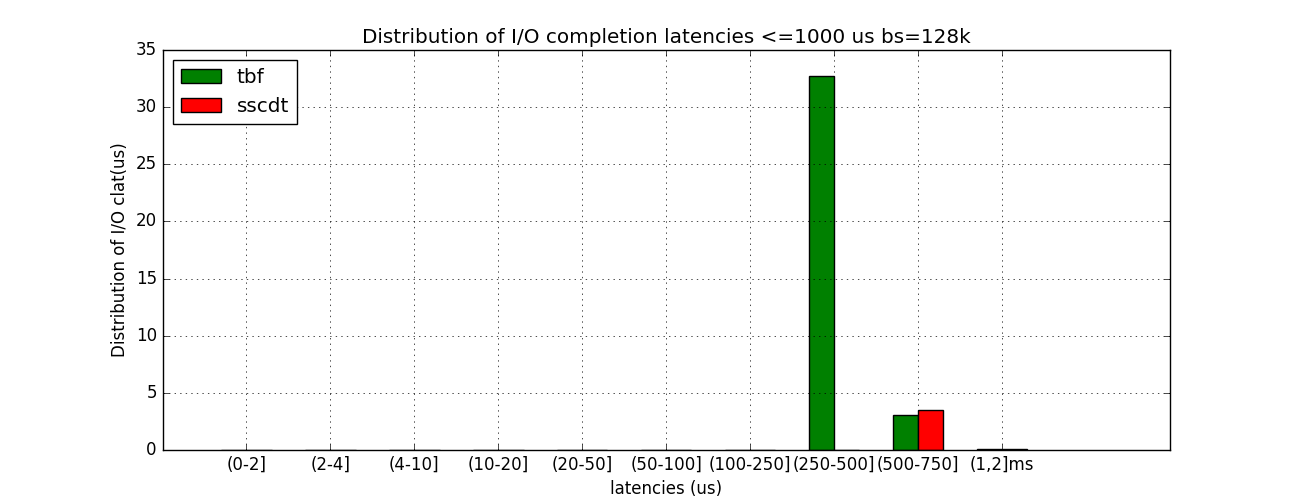 Distribution of I/O completion latencies <=1000 us bs=128k
Distribution of I/O clat(us)
35
30
25
20
15
10
5
0
tbf
sscdt
(0-2] (2-4] (4-10] (10-20] (20-50] (50-100] (100-250] (250-500] (500-750] (1,2]ms
latencies (us)